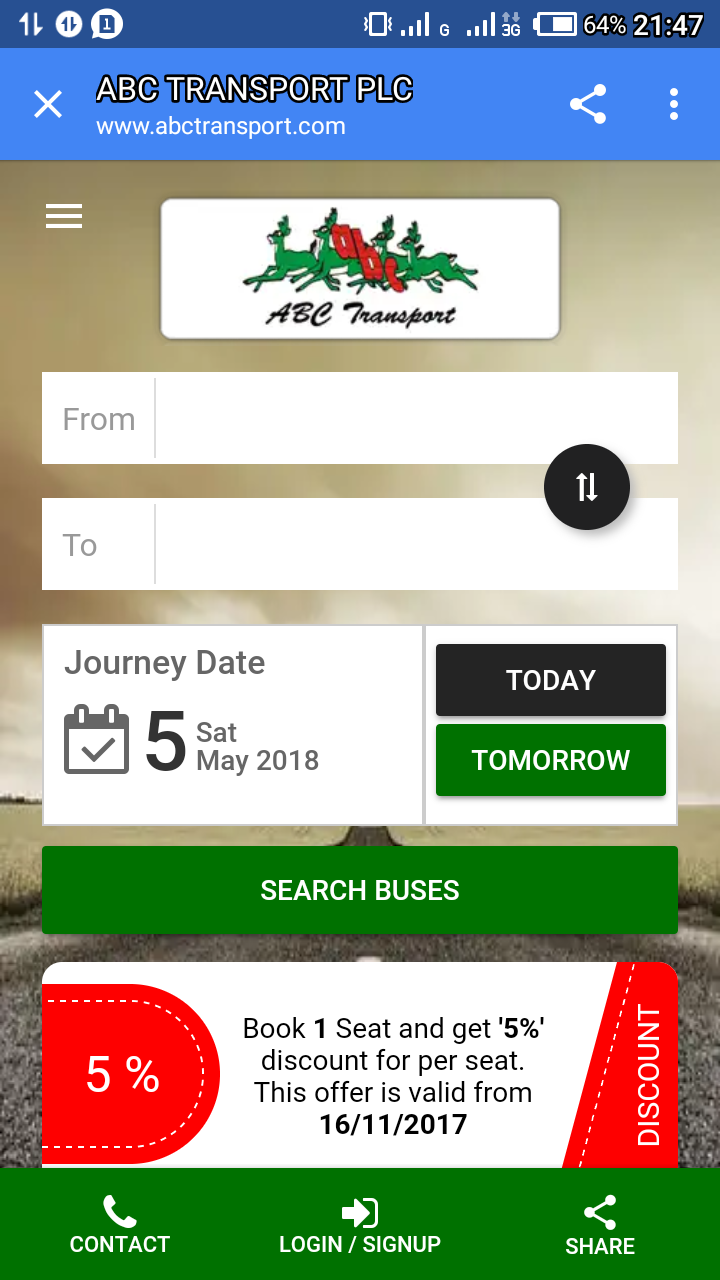 1
G
3G
64% 21:47
ABC TRANSPORT PLC
www.abctransport.com
abc
ABC Transport
From
To
Journey Date
5
Sat
May 2018
TODAY
TOMORROW
SEARCH BUSES
5 %
Book 1 Seat and get '5%'
discount for per seat.
This offer is valid from
16/11/2017
DISCOUNT
CONTACT
LOGIN / SIGNUP
SHARE